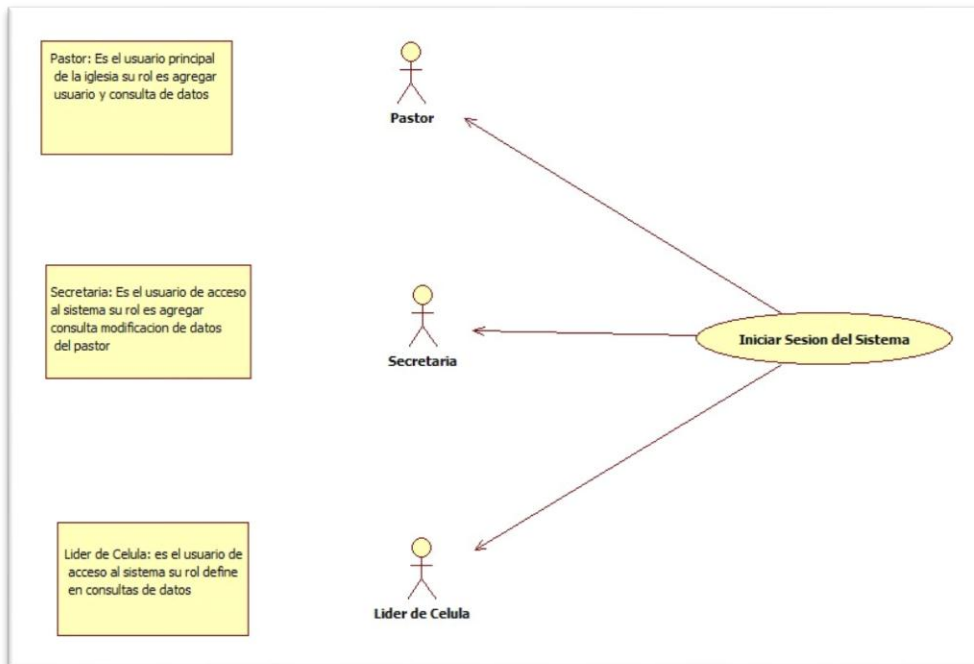 Pastor: Es el usuario principal
de la iglesia su rol es agregar
usuario y consulta de datos
Pastor
Secretaria: Es el usuario de acceso
al sistema su rol es agregar
consulta modificacion de datos
del pastor
Secretaria
Iniciar Sesion del Sistema
Lider de Celula: es el usuario de
acceso al sistema su rol define
en consultas de datos
Lider de Celula